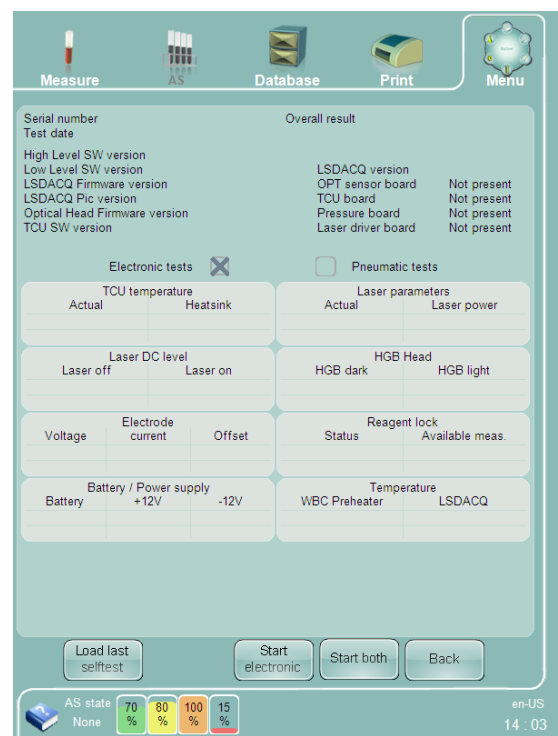 Measure AS Database Print Menu
Serial number Overall result
Test date
High Level SW version
Low Level SW version LSDACQ version
LSDACQ Firmware version OPT sensor board Not present
LSDACQ Pic version TCU board Not present
Optical Head Firmware version Pressure board Not present
TCU SW version Laser driver board Not present
Electronic tests Pneumatic tests
TCU temperature Laser parameters
Actual Heatsink Actual Laser power
Laser DC level HGB Head
Laser off Laser on HGB dark HGB light
Electrode Reagent lock
Voltage current Offset Status Available meas.
Battery / Power supply Temperature
Battery +12V -12V WBC Preheater LSDACQ
Load last
selftest
Start
electronic
Start both
Back
AS state
None
70
%
80
%
100
%
15
%
en-US
14 : 03